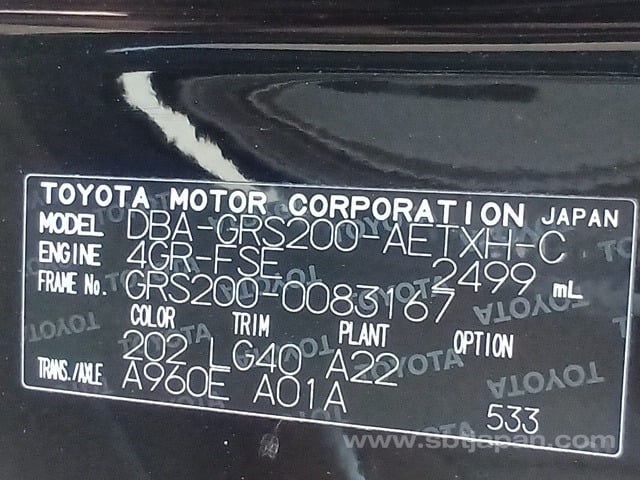 TOYOTA MOTOR CORPORATION JAPAN
MODEL DBA-GRS200-AETXH-C
ENGINE 4GR-FSE 2499 mL
FRAME No. GRS200-0083167
COLOR TRIM PLANT OPTION
202 LG40 A22
TRANS./AXLE A960E A01A
533
www.sbtjapan.com